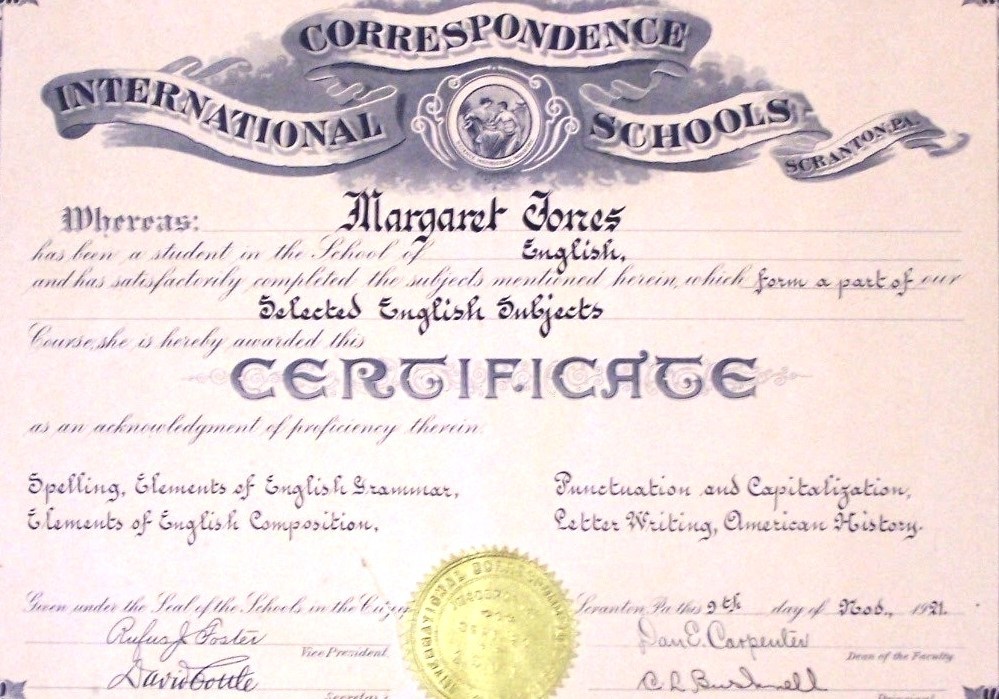 CORRESPONDENCE
INTERNATIONAL SCHOOLS
SCRANTON, PA.
Whereas: Margaret Jones
has been a student in the School of English,
and has satisfactorily completed the subjects mentioned herein, which form a part of our
Selected English Subjects
Course, she is hereby awarded this
CERTIFICATE
as an acknowledgment of proficiency therein.
Spelling, Elements of English Grammar, Punctuation and Capitalization,
Elements of English Composition, Letter Writing, American History.
Given under the Seal of the Schools in the City of Scranton Pa this 9th day of Nov., 1921.
Rufus J. Foster Dan E. Carpenter
Vice President. Dean of the Faculty
David
Secretary